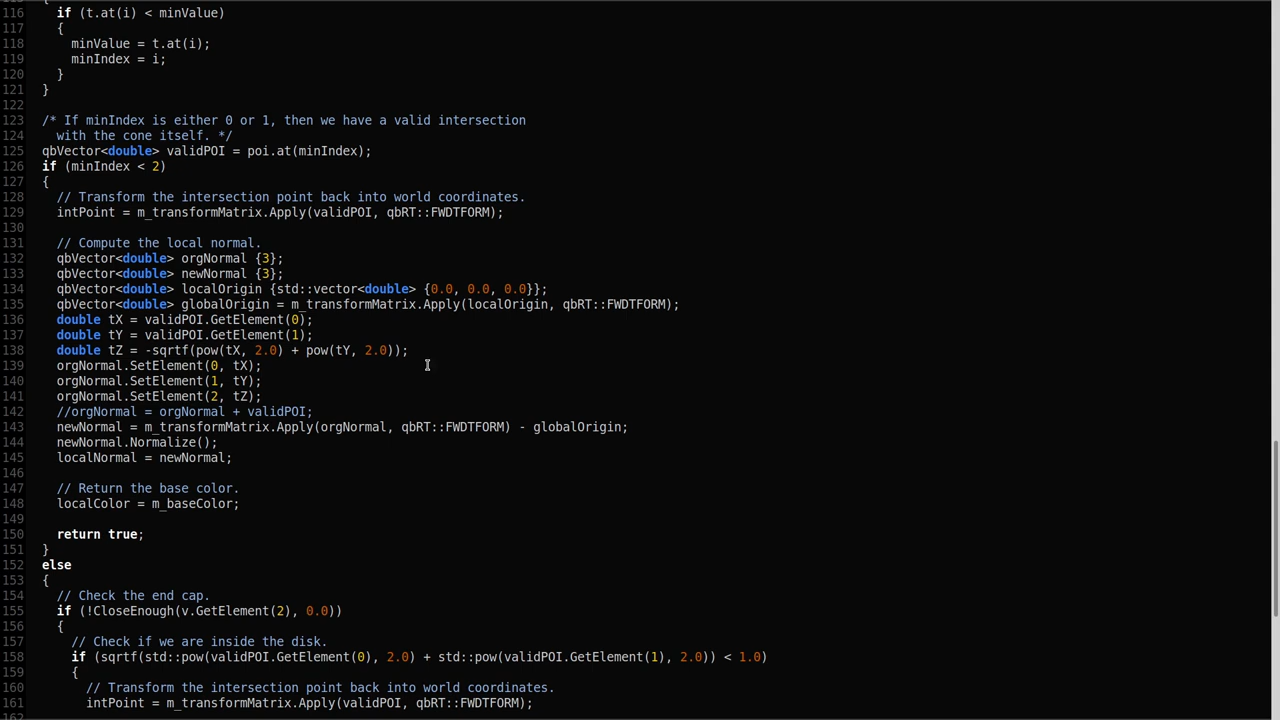 116 if (t.at(i) < minValue)
117 {
118 minValue = t.at(i);
119 minIndex = i;
120 }
121 }
122
123 /* If minIndex is either 0 or 1, then we have a valid intersection
124 with the cone itself. */
125 qbVector<double> validPOI = poi.at(minIndex);
126 if (minIndex < 2)
127 {
128 // Transform the intersection point back into world coordinates.
129 intPoint = m_transformMatrix.Apply(validPOI, qbRT::FWDTFORM);
130
131 // Compute the local normal.
132 qbVector<double> orgNormal {3};
133 qbVector<double> newNormal {3};
134 qbVector<double> localOrigin {std::vector<double> {0.0, 0.0, 0.0}};
135 qbVector<double> globalOrigin = m_transformMatrix.Apply(localOrigin, qbRT::FWDTFORM);
136 double tX = validPOI.GetElement(0);
137 double tY = validPOI.GetElement(1);
138 double tZ = -sqrtf(pow(tX, 2.0) + pow(tY, 2.0));
139 orgNormal.SetElement(0, tX);
140 orgNormal.SetElement(1, tY);
141 orgNormal.SetElement(2, tZ);
142 //orgNormal = orgNormal + validPOI;
143 newNormal = m_transformMatrix.Apply(orgNormal, qbRT::FWDTFORM) - globalOrigin;
144 newNormal.Normalize();
145 localNormal = newNormal;
146
147 // Return the base color.
148 localColor = m_baseColor;
149
150 return true;
151 }
152 else
153 {
154 // Check the end cap.
155 if (!CloseEnough(v.GetElement(2), 0.0))
156 {
157 // Check if we are inside the disk.
158 if (sqrtf(std::pow(validPOI.GetElement(0), 2.0) + std::pow(validPOI.GetElement(1), 2.0)) < 1.0)
159 {
160 // Transform the intersection point back into world coordinates.
161 intPoint = m_transformMatrix.Apply(validPOI, qbRT::FWDTFORM);